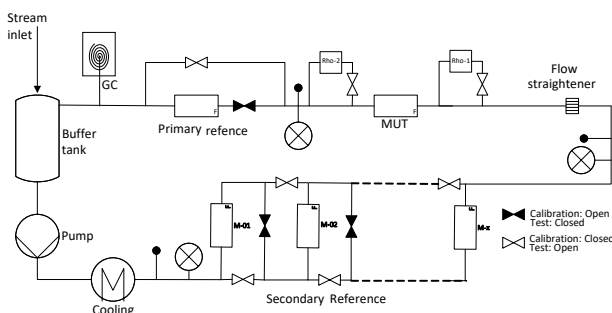 Stream
inlet
GC
Rho-2
Rho-1
Flow
straightener
F
F
Primary refence
MUT
Buffer
tank
Pump
Cooling
M-01
M-02
M-x
Calibration: Open
Test: Closed
Calibration: Closed
Test: Open
Secondary Reference